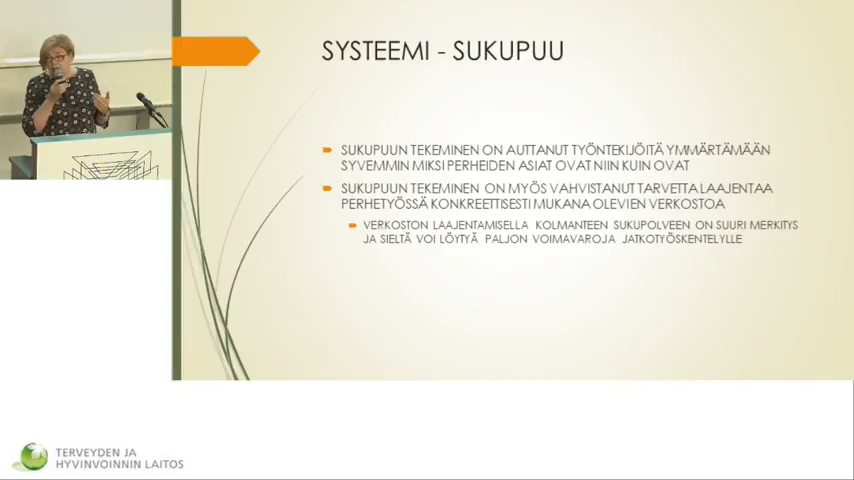 SYSTEEMI - SUKUPUU
SUKUPUUN TEKEMINEN ON AUTTANUT TYÖNTEKIJÖITÄ YMMÄRTÄMÄÄN
SYVEMMIN MIKSI PERHEIDEN ASIAT OVAT NIIN KUIN OVAT
SUKUPUUN TEKEMINEN ON MYÖS VAHVISTANUT TARVETTA LAAJENTAA
PERHETYÖSSÄ KONKREETTISESTI MUKANA OLEVIEN VERKOSTOA
VERKOSTON LAAJENTAMISELLA KOLMANTEEN SUKUPOLVEEN ON SUURI MERKITYS
JA SIELTÄ VOI LÖYTYÄ PALJON VOIMAVAROJA JATKOTYÖSKENTELYLLE
TERVEYDEN JA
HYVINVOINNIN LAITOS